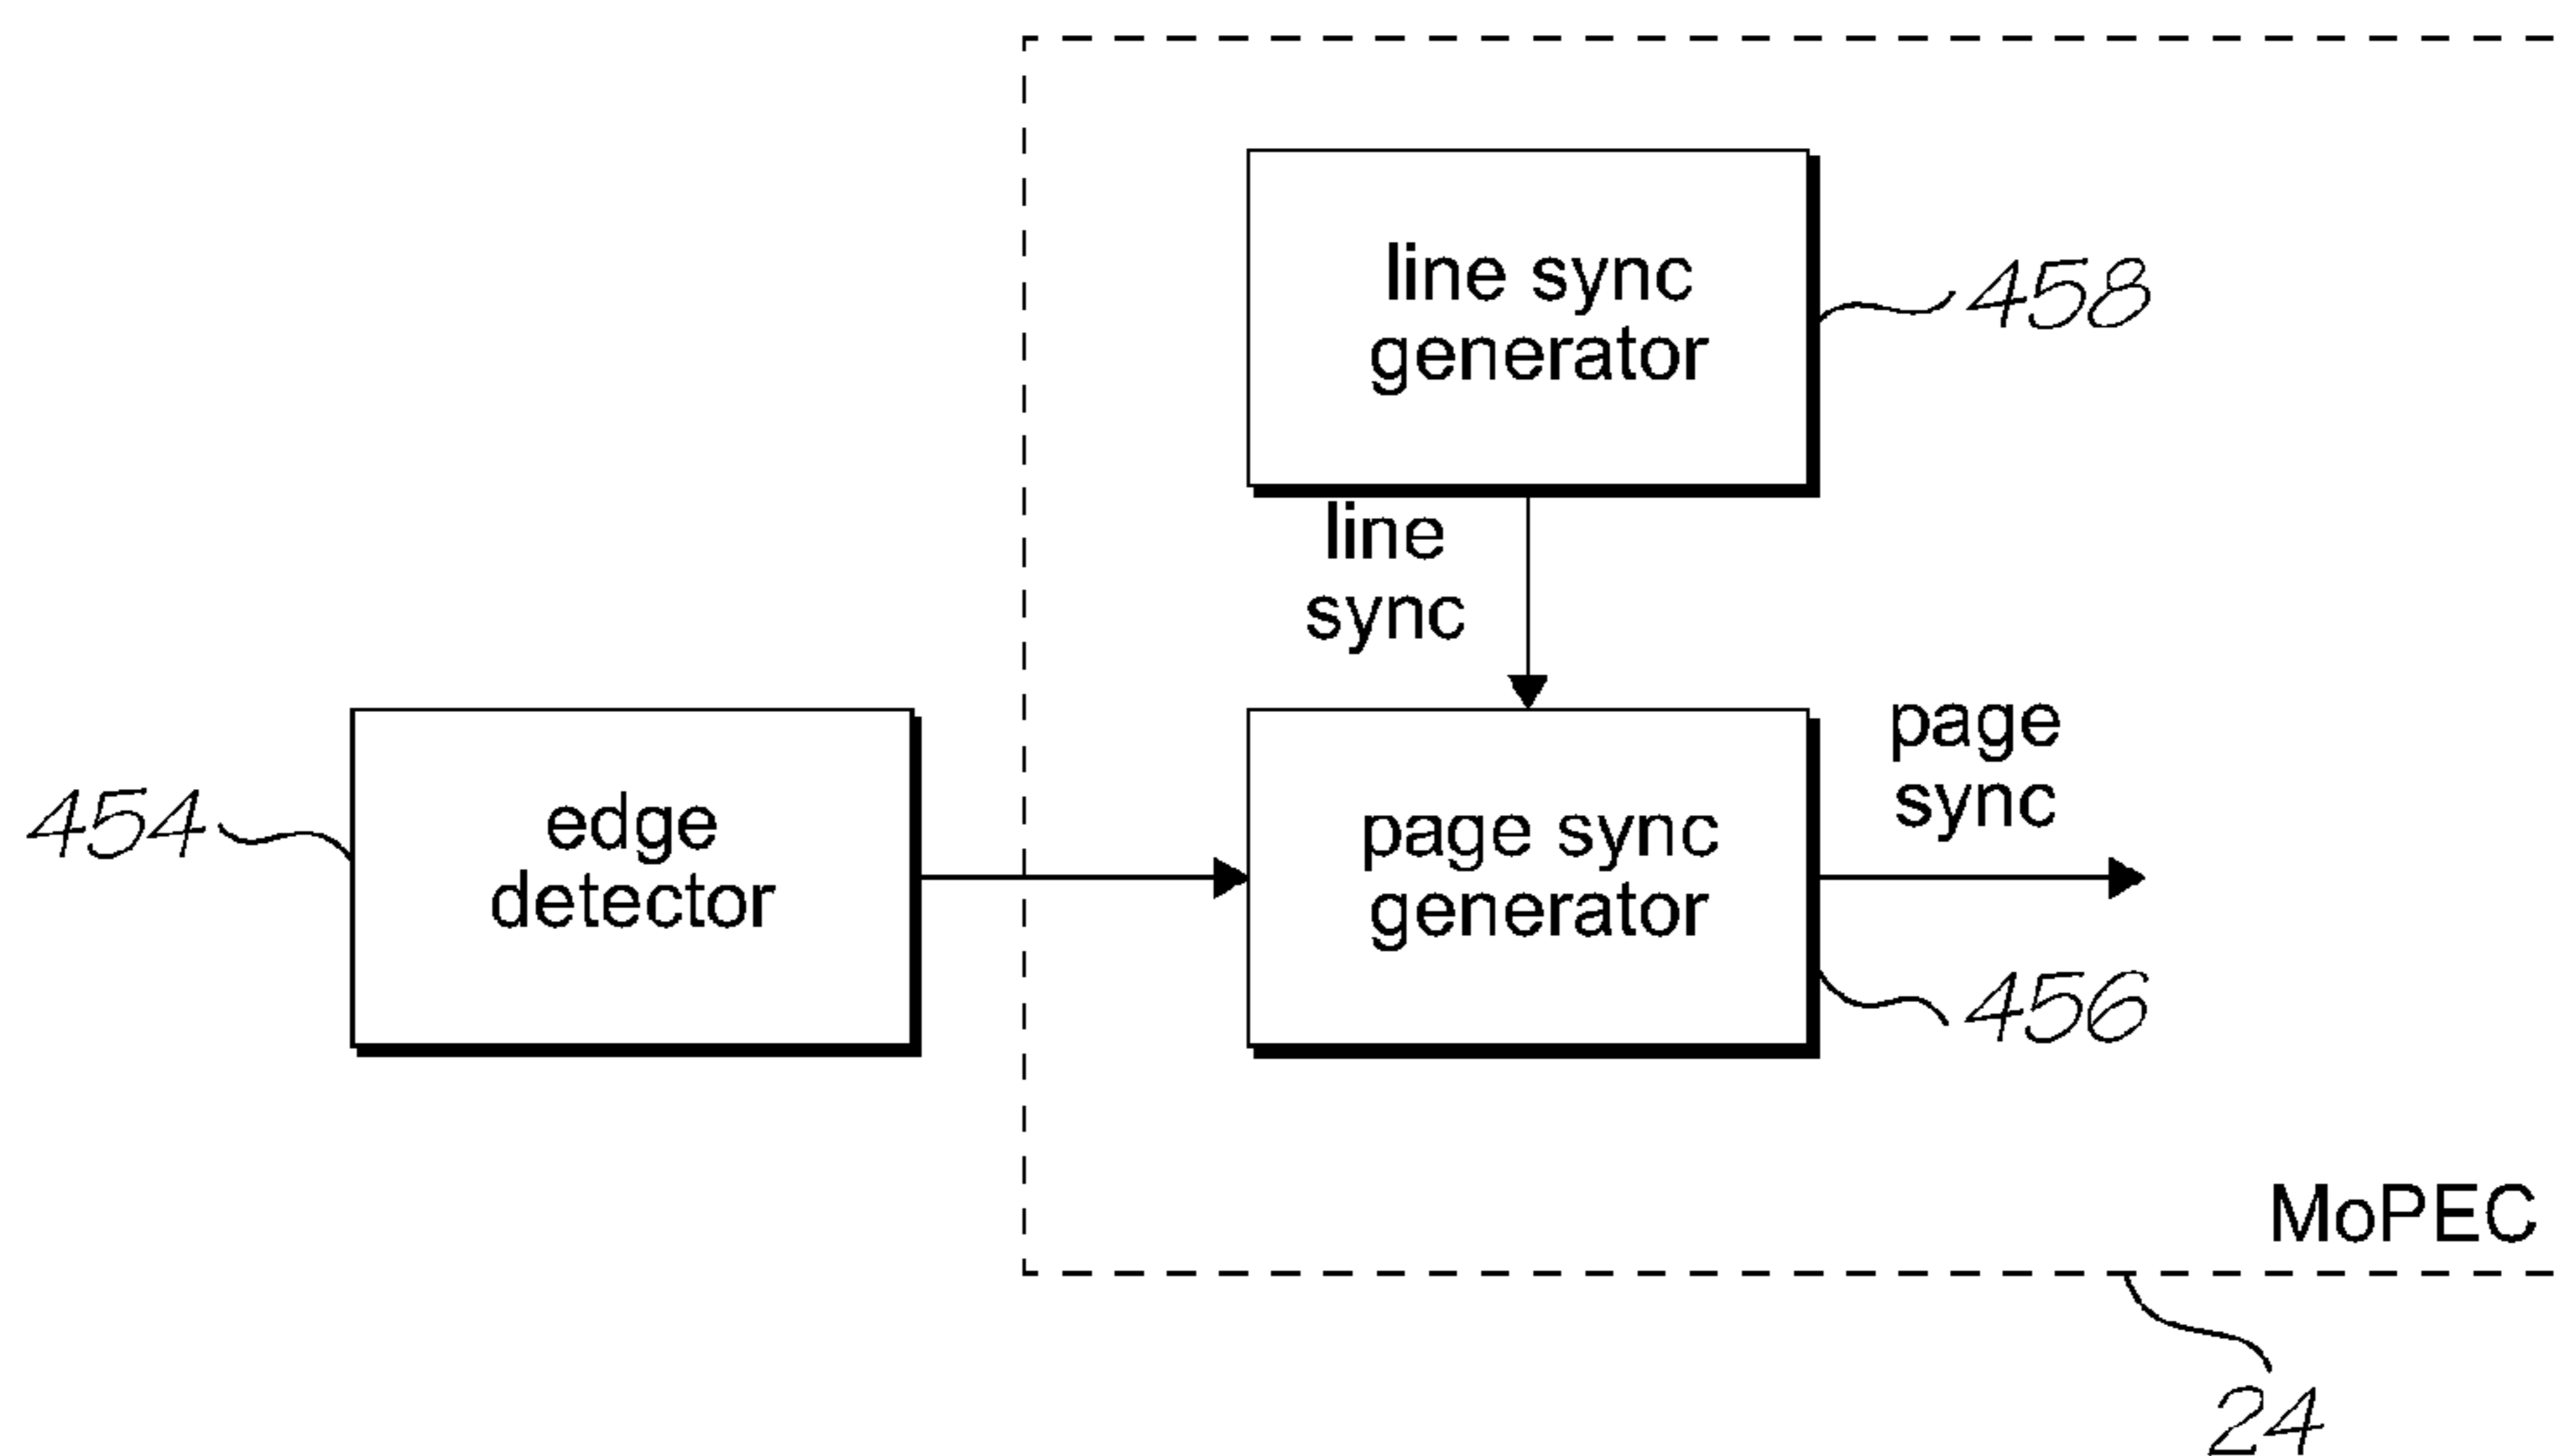 line sync
generator
458
line
sync
454
edge
detector
page sync
generator
page
sync
456
MoPEC
24